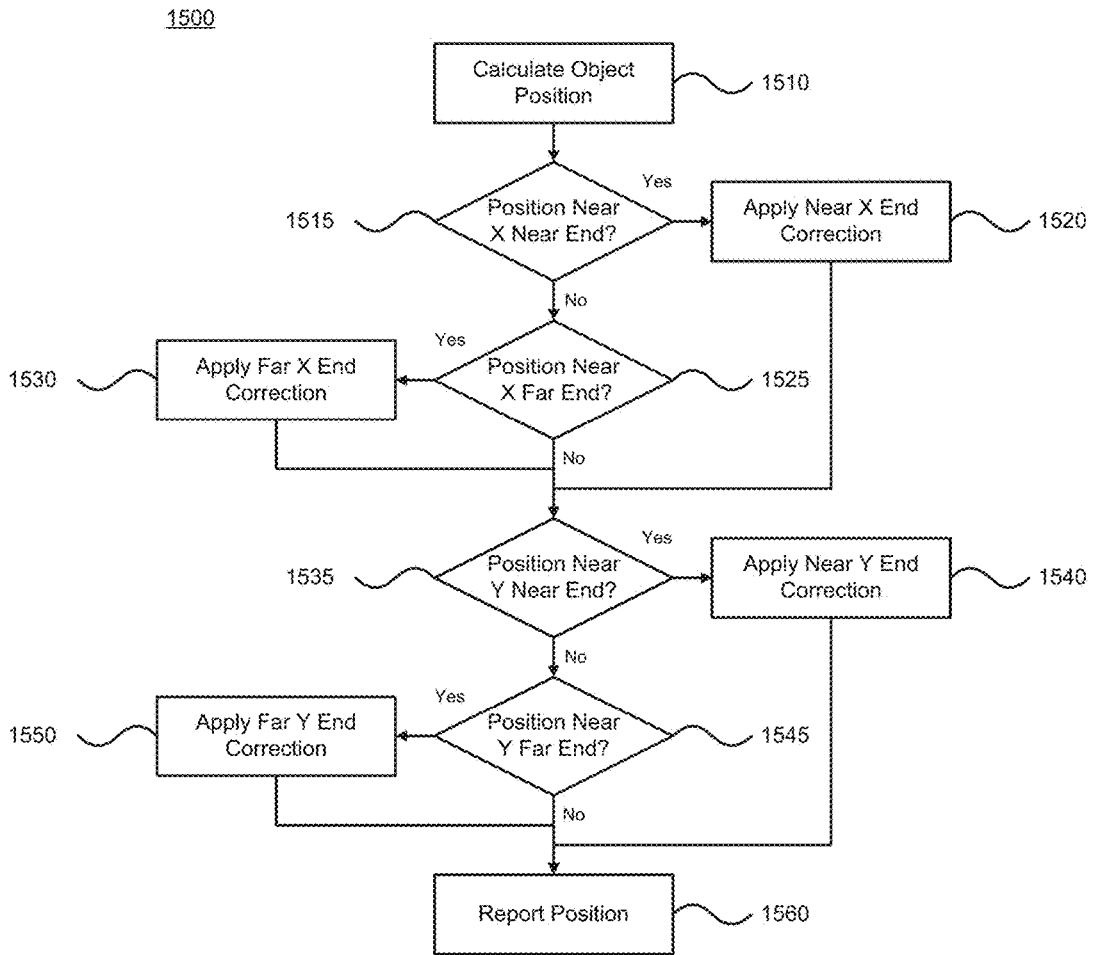 1500
Calculate Object
Position
1510
Yes
1515
Position Near
X Near End?
Apply Near X End
Correction
1520
No
Yes
1530
Apply Far X End
Correction
Position Near
X Far End?
1525
No
Yes
1535
Position Near
Y Near End?
Apply Near Y End
Correction
1540
No
Yes
1550
Apply Far Y End
Correction
Position Near
Y Far End?
1545
No
Report Position
1560